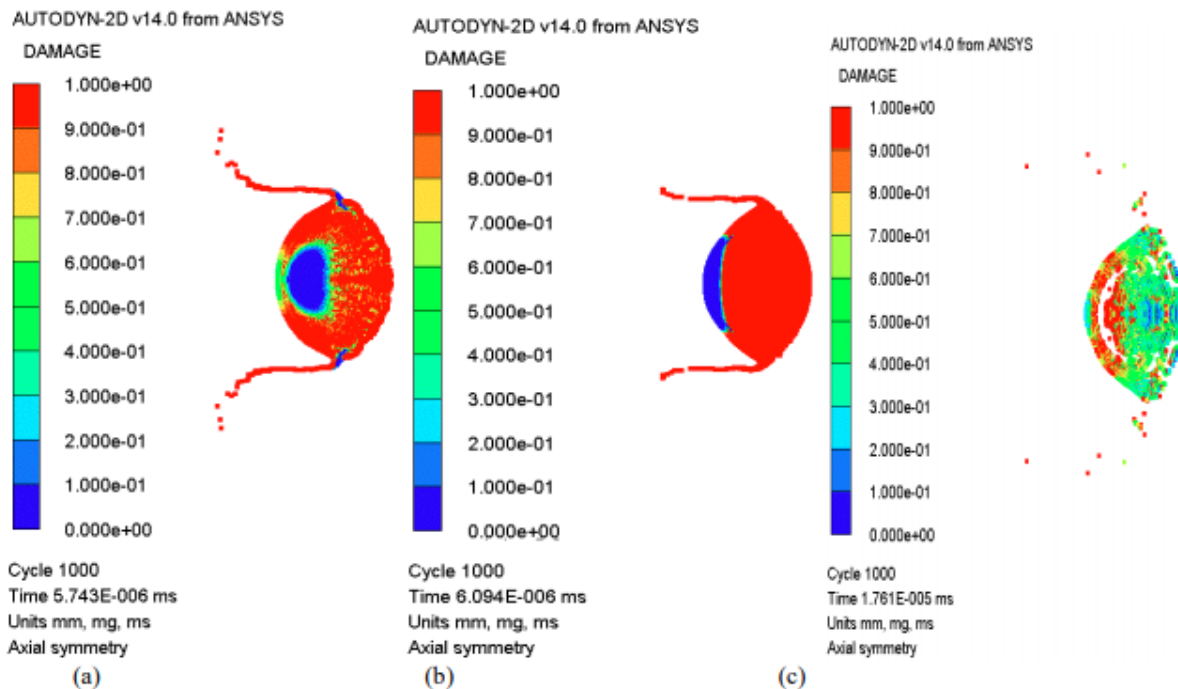 AUTODYN-2D v14.0 from ANSYS
DAMAGE
1.000e+00
9.000e-01
8.000e-01
7.000e-01
6.000e-01
5.000e-01
4.000e-01
3.000e-01
2.000e-01
1.000e-01
0.000e+00
Cycle 1000
Time 5.743E-006 ms
Units mm, mg, ms
Axial symmetry
(a)
AUTODYN-2D v14.0 from ANSYS
DAMAGE
1.000e+00
9.000e-01
8.000e-01
7.000e-01
6.000e-01
5.000e-01
4.000e-01
3.000e-01
2.000e-01
1.000e-01
0.000e+00
Cycle 1000
Time 6.094E-006 ms
Units mm, mg, ms
Axial symmetry
(b)
AUTODYN-2D v14.0 from ANSYS
DAMAGE
1.000e+00
9.000e-01
8.000e-01
7.000e-01
6.000e-01
5.000e-01
4.000e-01
3.000e-01
2.000e-01
1.000e-01
0.000e+00
Cycle 1000
Time 1.761E-005 ms
Units mm, mg, ms
Axial symmetry
(c)